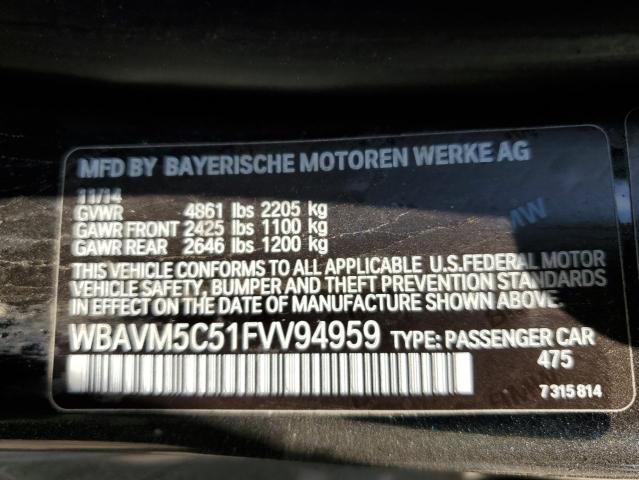 MFD BY BAYERISCHE MOTOREN WERKE AG
11/14
GVWR 4861 lbs 2205 kg
GAWR FRONT 2425 lbs 1100 kg
GAWR REAR 2646 lbs 1200 kg
THIS VEHICLE CONFORMS TO ALL APPLICABLE U.S.FEDERAL MOTOR
VEHICLE SAFETY, BUMPER AND THEFT PREVENTION STANDARDS
IN EFFECT ON THE DATE OF MANUFACTURE SHOWN ABOVE.
WBAVM5C51FVV94959 TYPE: PASSENGER CAR
475
7315814
BMW